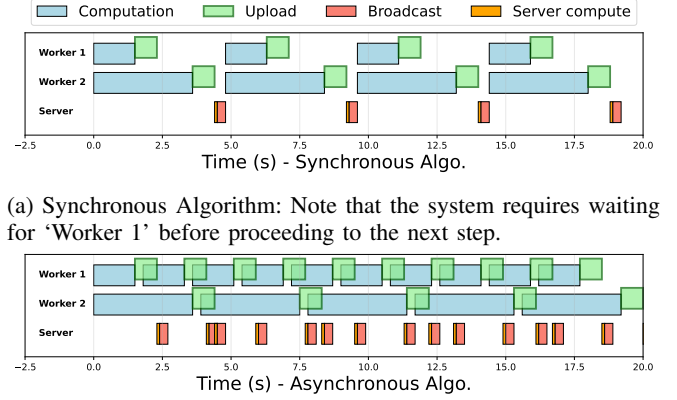 Computation Upload Broadcast Server compute
Worker 1
Worker 2
Server
−2.5 0.0 2.5 5.0 7.5 10.0 12.5 15.0 17.5 20.0
Time (s) - Synchronous Algo.
(a) Synchronous Algorithm: Note that the system requires waiting
for ‘Worker 1’ before proceeding to the next step.
Worker 1
Worker 2
Server
−2.5 0.0 2.5 5.0 7.5 10.0 12.5 15.0 17.5 20.0
Time (s) - Asynchronous Algo.